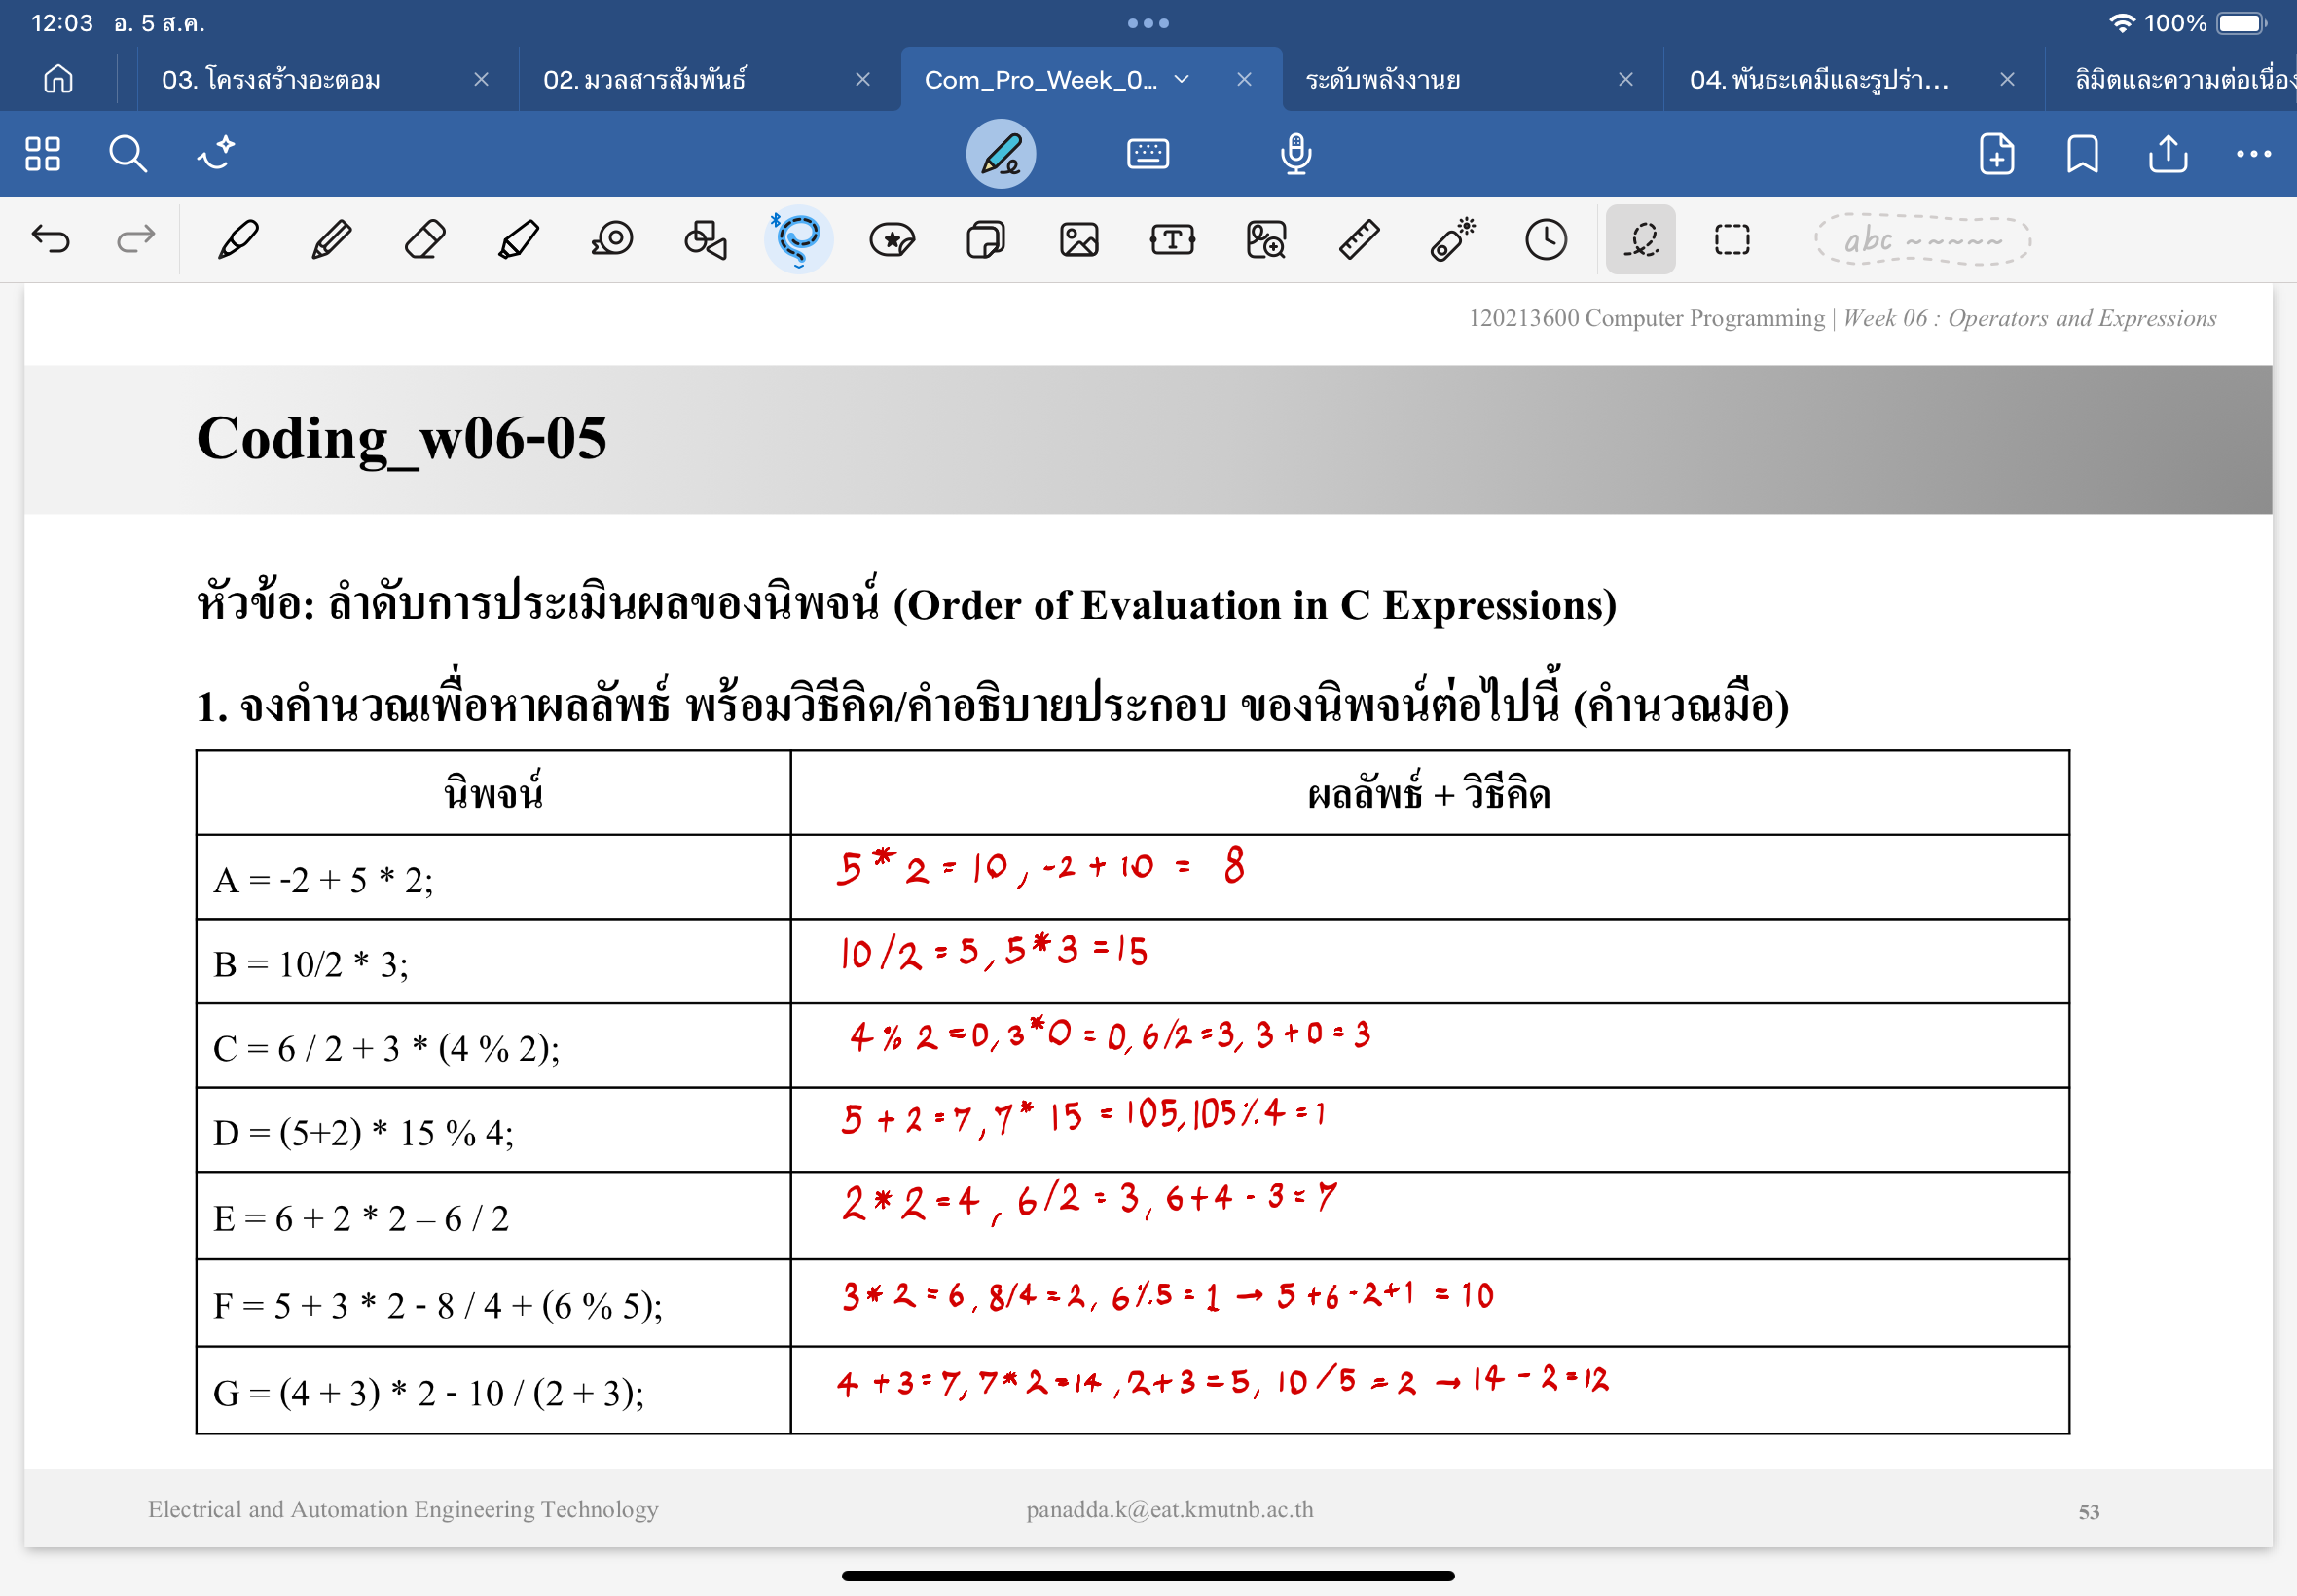 12:03 อ. 5 ส.ค. 100%
03. โครงสร้างอะตอม 02. มวลสารสัมพันธ์ Com_Pro_Week_0... ระดับพลังงานย 04. พันธะเคมีและรูปร่า... ลิมิตและความต่อเนื่อง
abc
120213600 Computer Programming | Week 06 : Operators and Expressions
Coding_w06-05
หัวข้อ: ลำดับการประเมินผลของนิพจน์ (Order of Evaluation in C Expressions)
1. จงคำนวณเพื่อหาผลลัพธ์ พร้อมวิธีคิด/คำอธิบายประกอบ ของนิพจน์ต่อไปนี้ (คำนวณมือ)
นิพจน์ ผลลัพธ์ + วิธีคิด
A = -2 + 5 * 2; 5 * 2 = 10 , -2 + 10 = 8
B = 10/2 * 3; 10 / 2 = 5 , 5 * 3 = 15
C = 6 / 2 + 3 * (4 % 2); 4 % 2 = 0, 3 * 0 = 0, 6/2 = 3, 3 + 0 = 3
D = (5+2) * 15 % 4; 5 + 2 = 7 , 7 * 15 = 105, 105 % 4 = 1
E = 6 + 2 * 2 – 6 / 2 2 * 2 = 4 , 6/2 = 3, 6+4 - 3 = 7
F = 5 + 3 * 2 - 8 / 4 + (6 % 5); 3 * 2 = 6 , 8/4 = 2, 6 % 5 = 1 → 5 + 6 - 2 + 1 = 10
G = (4 + 3) * 2 - 10 / (2 + 3); 4 + 3 = 7, 7 * 2 = 14 , 2 + 3 = 5, 10 / 5 = 2 → 14 - 2 = 12
Electrical and Automation Engineering Technology panadda.k@eat.kmutnb.ac.th 53